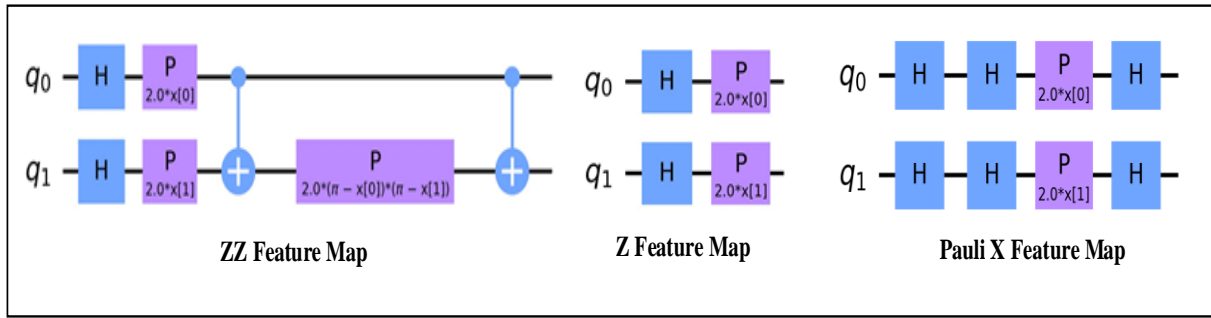 q0 H P 2.0*x[0]
q1 H P 2.0*x[1] P 2.0*(π − x[0])*(π − x[1])
ZZ Feature Map
q0 H P 2.0*x[0]
q1 H P 2.0*x[1]
Z Feature Map
q0 H H P 2.0*x[0] H
q1 H H P 2.0*x[1] H
Pauli X Feature Map